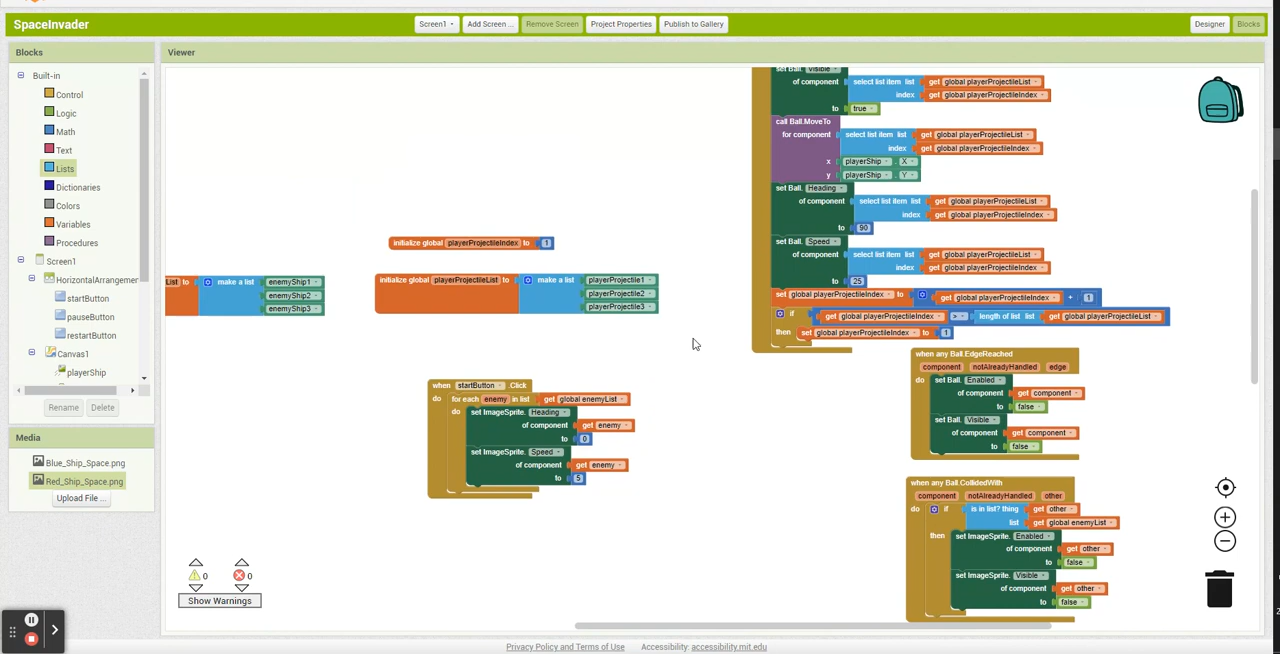 SpaceInvader
Screen1
Add Screen ...
Remove Screen
Project Properties
Publish to Gallery
Designer
Blocks
Blocks
Viewer
Built-in
Control
Logic
Math
Text
Lists
Dictionaries
Colors
Variables
Procedures
Screen1
HorizontalArrangemer
startButton
pauseButton
restartButton
Canvas1
playerShip
Rename
Delete
Media
Blue_Ship_Space.png
Red_Ship_Space.png
Upload File ...
List to make a list enemyShip1
enemyShip2
enemyShip3
initialize global playerProjectileIndex to 1
initialize global playerProjectileList to make a list playerProjectile1
playerProjectile2
playerProjectile3
when startButton .Click
do for each enemy in list get global enemyList
do set ImageSprite. Heading
of component get enemy
to 0
set ImageSprite. Speed
of component get enemy
to 5
set Ball. Visible
of component select list item list get global playerProjectileList
index get global playerProjectileIndex
to true
call Ball.MoveTo
for component select list item list get global playerProjectileList
index get global playerProjectileIndex
x playerShip . X
y playerShip . Y
set Ball. Heading
of component select list item list get global playerProjectileList
index get global playerProjectileIndex
to 90
set Ball. Speed
of component select list item list get global playerProjectileList
index get global playerProjectileIndex
to 25
set global playerProjectileIndex to get global playerProjectileIndex + 1
if get global playerProjectileIndex > length of list list get global playerProjectileList
then set global playerProjectileIndex to 1
when any Ball.EdgeReached
component notAlreadyHandled edge
do set Ball. Enabled
of component get component
to false
set Ball. Visible
of component get component
to false
when any Ball.CollidedWith
component notAlreadyHandled other
do if is in list? thing get other
list get global enemyList
then set ImageSprite. Enabled
of component get other
to false
set ImageSprite. Visible
of component get other
to false
0 0
Show Warnings
Privacy Policy and Terms of Use Accessibility: accessibility.mit.edu